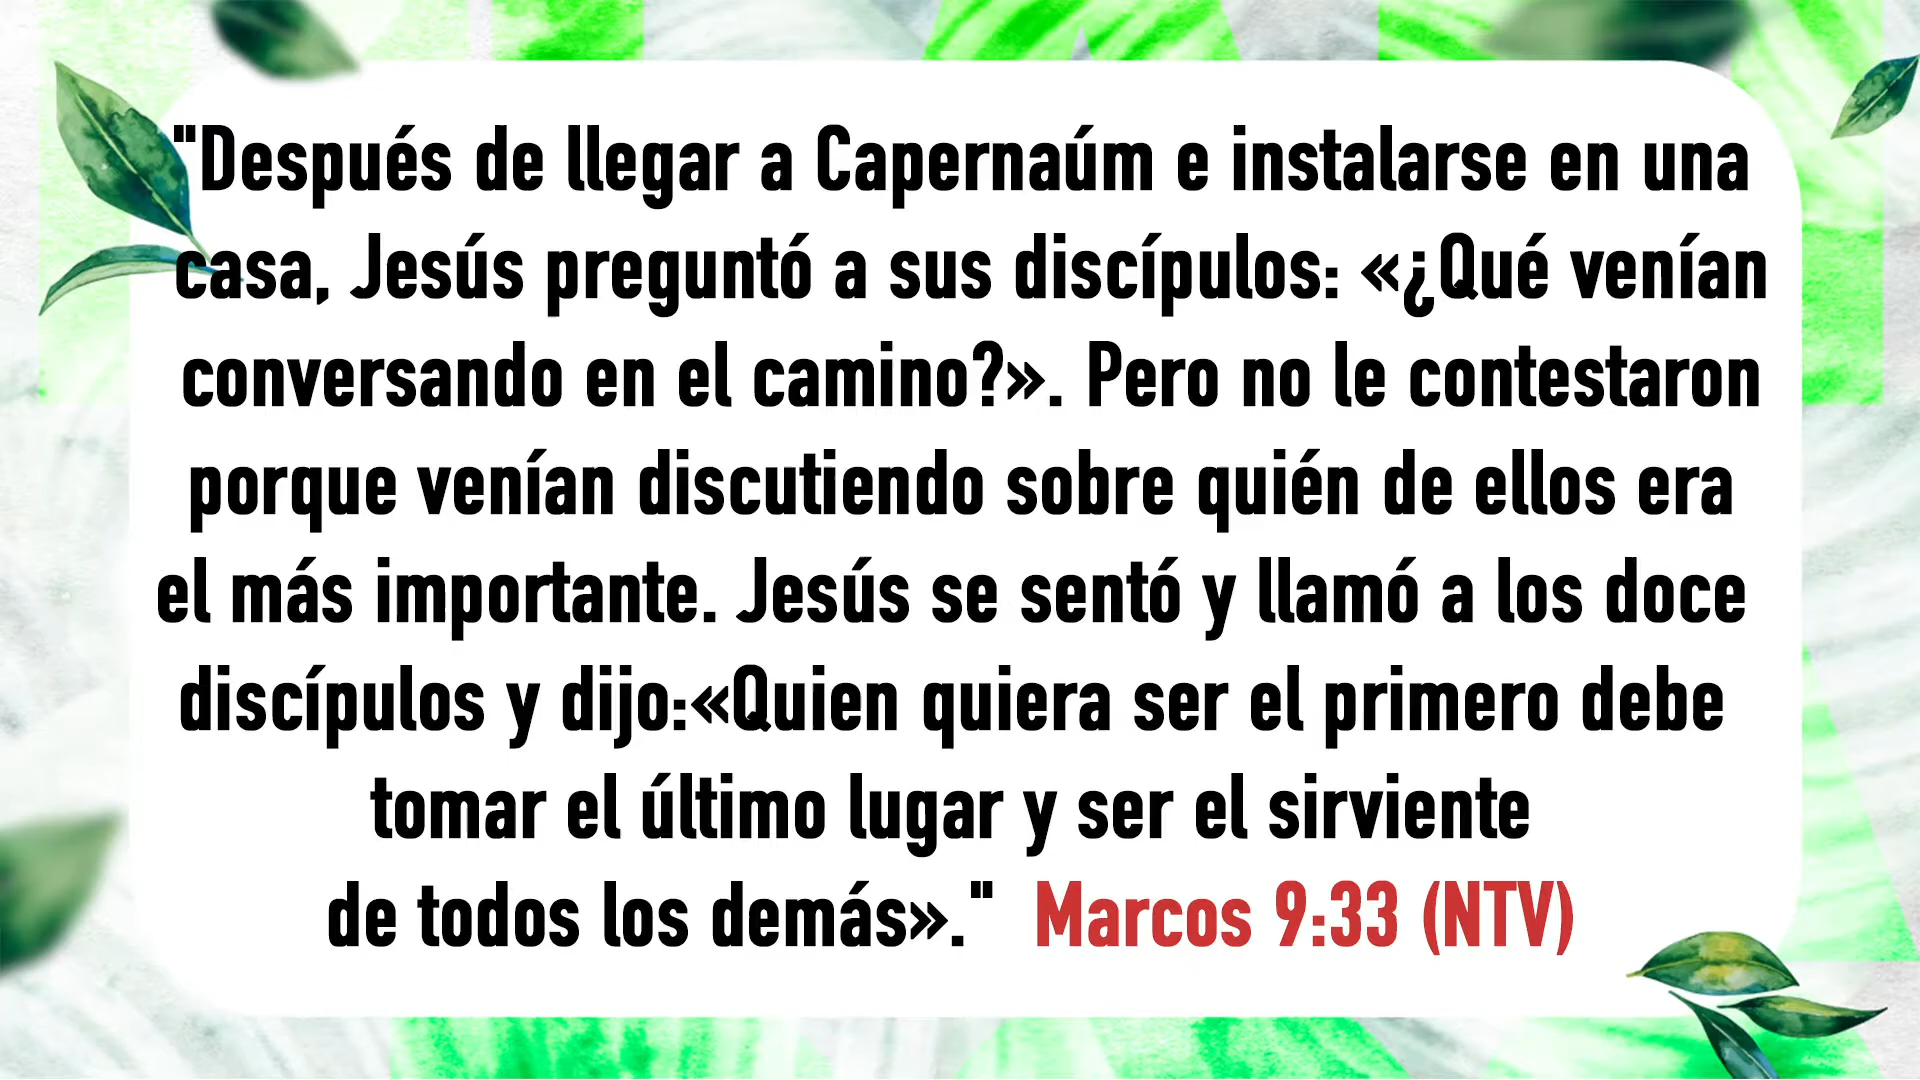 "Después de llegar a Capernaúm e instalarse en una
casa, Jesús preguntó a sus discípulos: «¿Qué venían
conversando en el camino?». Pero no le contestaron
porque venían discutiendo sobre quién de ellos era
el más importante. Jesús se sentó y llamó a los doce
discípulos y dijo:«Quien quiera ser el primero debe
tomar el último lugar y ser el sirviente
de todos los demás»." Marcos 9:33 (NTV)